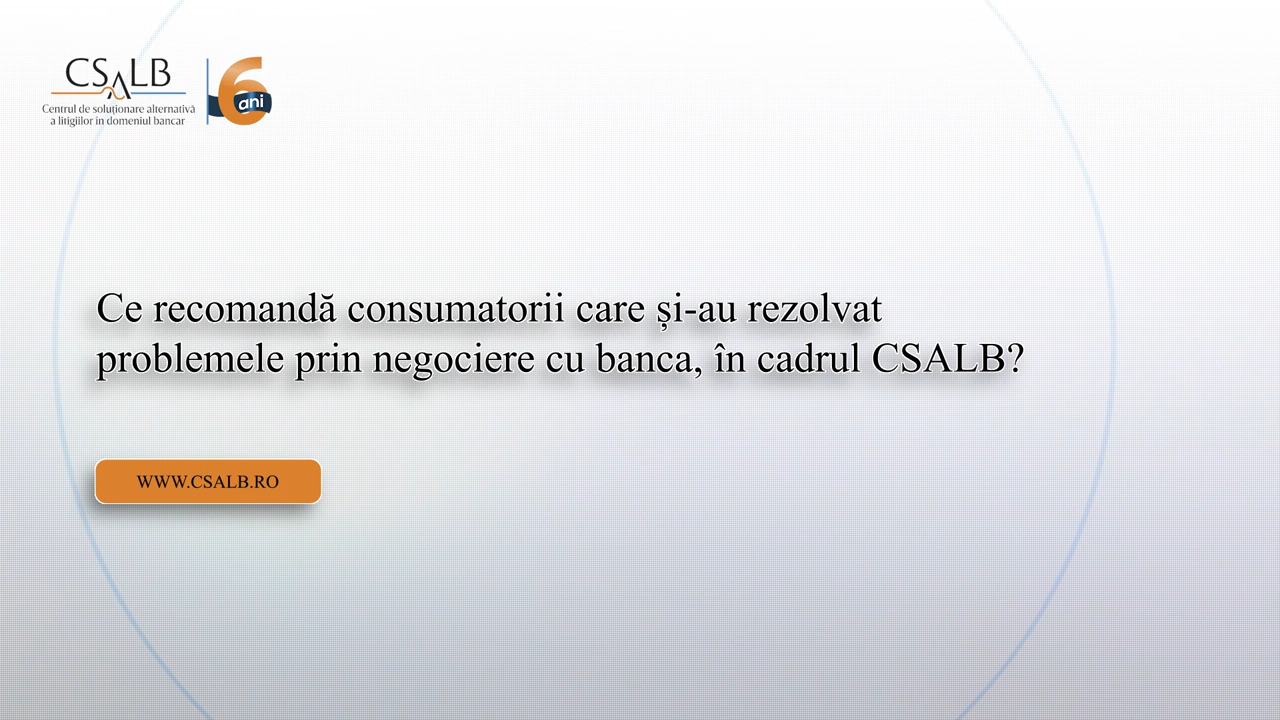 CSALB
Centrul de soluționare alternativă
a litigiilor în domeniul bancar
6
ani
Ce recomandă consumatorii care și-au rezolvat
problemele prin negociere cu banca, în cadrul CSALB?
WWW.CSALB.RO